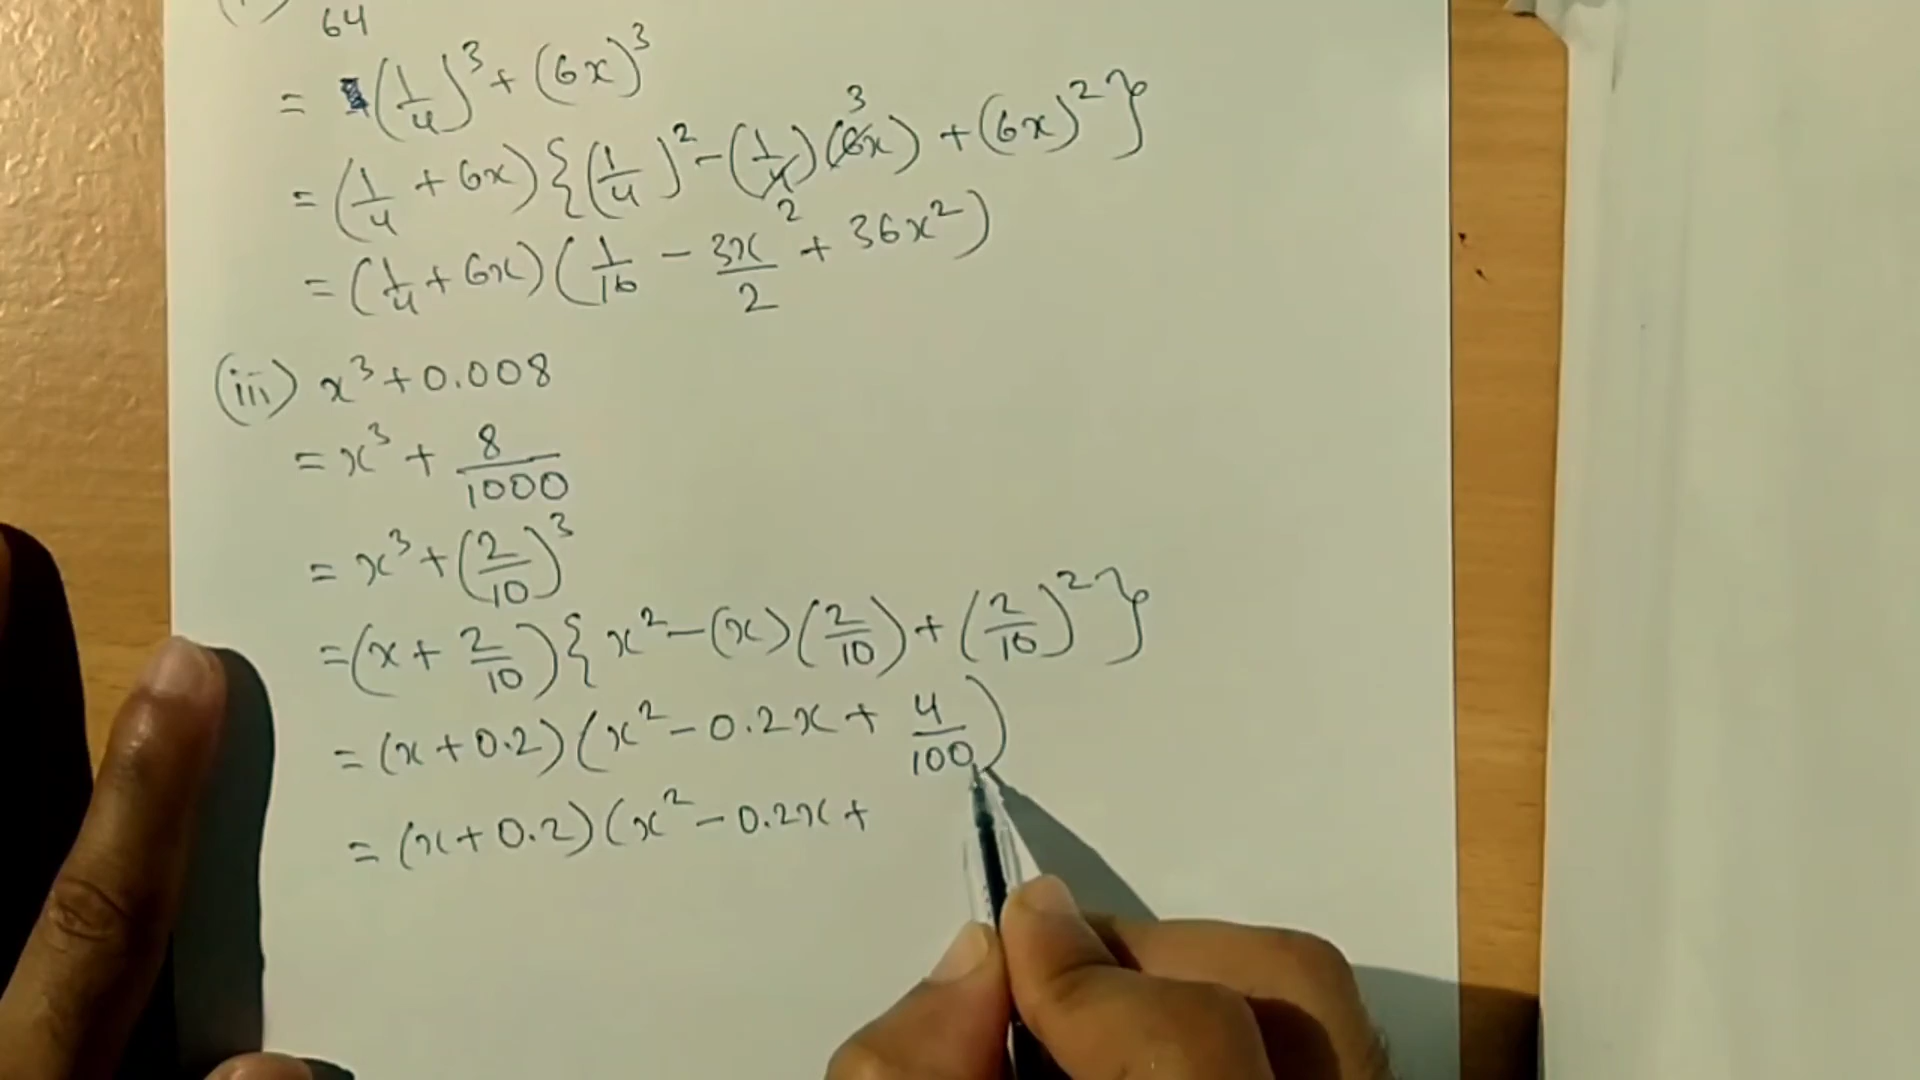 64
= (1/4)³ + (6x)³
= (1/4 + 6x) {(1/4)² - (1/4)(6x) + (6x)²}
3
2
= (1/4 + 6x) (1/16 - 3x/2 + 36x²)
(iii) x³ + 0.008
= x³ + 8/1000
= x³ + (2/10)³
= (x + 2/10) {x² - (x)(2/10) + (2/10)²}
= (x + 0.2) (x² - 0.2x + 4/100)
= (x + 0.2) (x² - 0.2x +